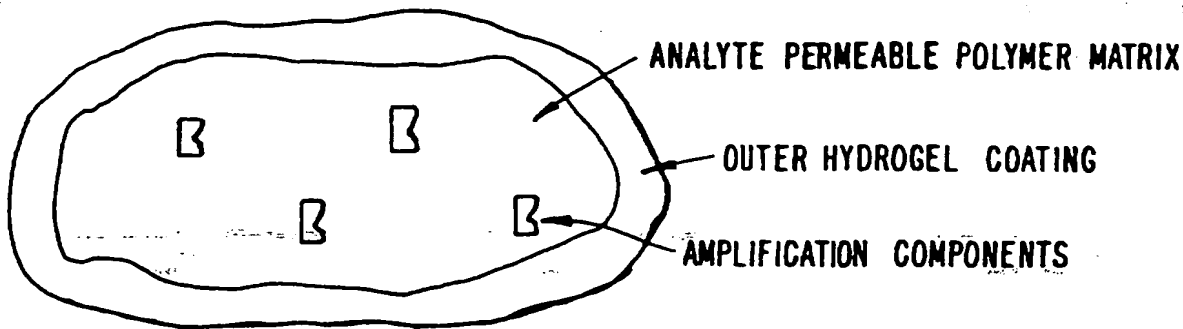 ANALYTE PERMEABLE POLYMER MATRIX
OUTER HYDROGEL COATING
AMPLIFICATION COMPONENTS